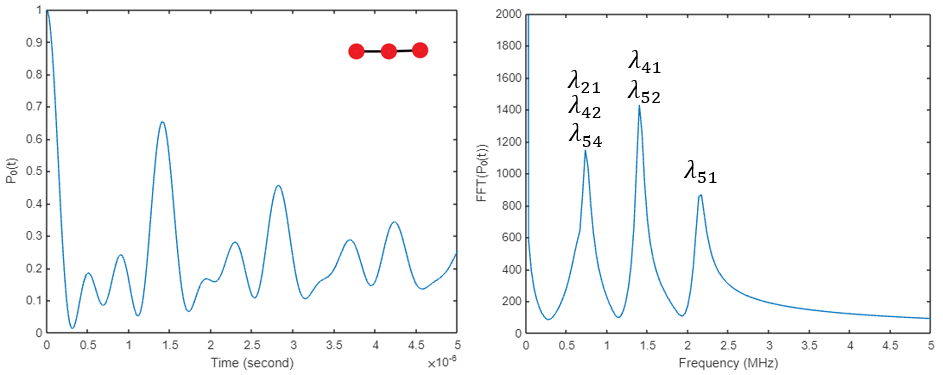 1
0.9
0.8
0.7
0.6
0.5
0.4
0.3
0.2
0.1
0
P₀(t)
0 0.5 1 1.5 2 2.5 3 3.5 4 4.5 5
Time (second)
×10⁻⁶
2000
1800
1600
1400
1200
1000
800
600
400
200
0
FFT(P₀(t))
λ₂₁
λ₄₂
λ₅₄
λ₄₁
λ₅₂
λ₅₁
0 0.5 1 1.5 2 2.5 3 3.5 4 4.5 5
Frequency (MHz)